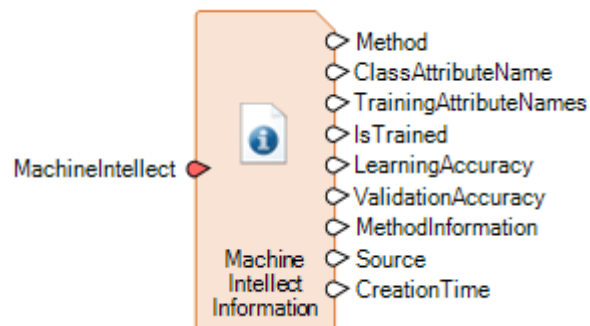 Method
ClassAttributeName
TrainingAttributeNames
IsTrained
LearningAccuracy
MachineIntellect
ValidationAccuracy
MethodInformation
Source
CreationTime
Machine
Intellect
Information